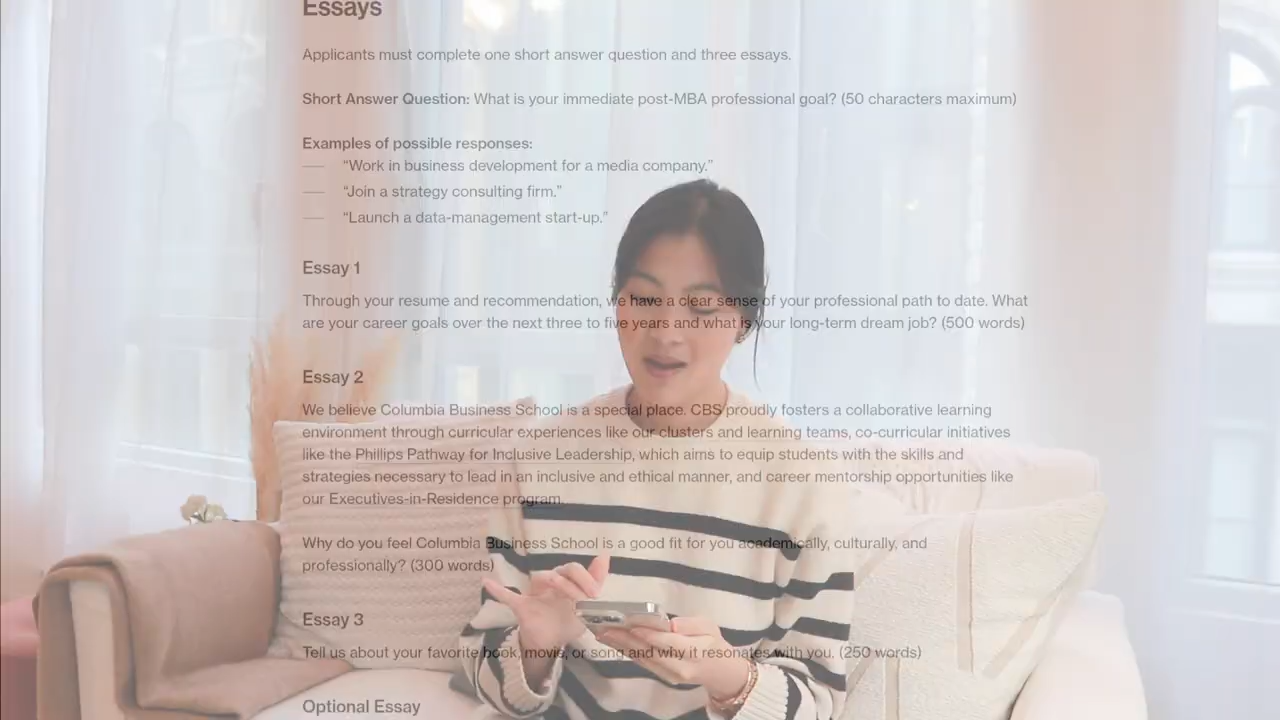 Essays
Applicants must complete one short answer question and three essays.
Short Answer Question: What is your immediate post-MBA professional goal? (50 characters maximum)
Examples of possible responses:
— “Work in business development for a media company.”
— “Join a strategy consulting firm.”
— “Launch a data-management start-up.”
Essay 1
Through your resume and recommendation, we have a clear sense of your professional path to date. What
are your career goals over the next three to five years and what is your long-term dream job? (500 words)
Essay 2
We believe Columbia Business School is a special place. CBS proudly fosters a collaborative learning
environment through curricular experiences like our clusters and learning teams, co-curricular initiatives
like the Phillips Pathway for Inclusive Leadership, which aims to equip students with the skills and
strategies necessary to lead in an inclusive and ethical manner, and career mentorship opportunities like
our Executives-in-Residence program.
Why do you feel Columbia Business School is a good fit for you academically, culturally, and
professionally? (300 words)
Essay 3
Tell us about your favorite book, movie, or song and why it resonates with you. (250 words)
Optional Essay